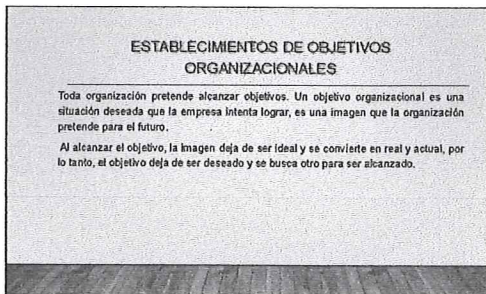 ESTABLECIMIENTOS DE OBJETIVOS
ORGANIZACIONALES
Toda organización pretende alcanzar objetivos. Un objetivo organizacional es una
situación deseada que la empresa intenta lograr, es una imagen que la organización
pretende para el futuro.
Al alcanzar el objetivo, la imagen deja de ser ideal y se convierte en real y actual, por
lo tanto, el objetivo deja de ser deseado y se busca otro para ser alcanzado.